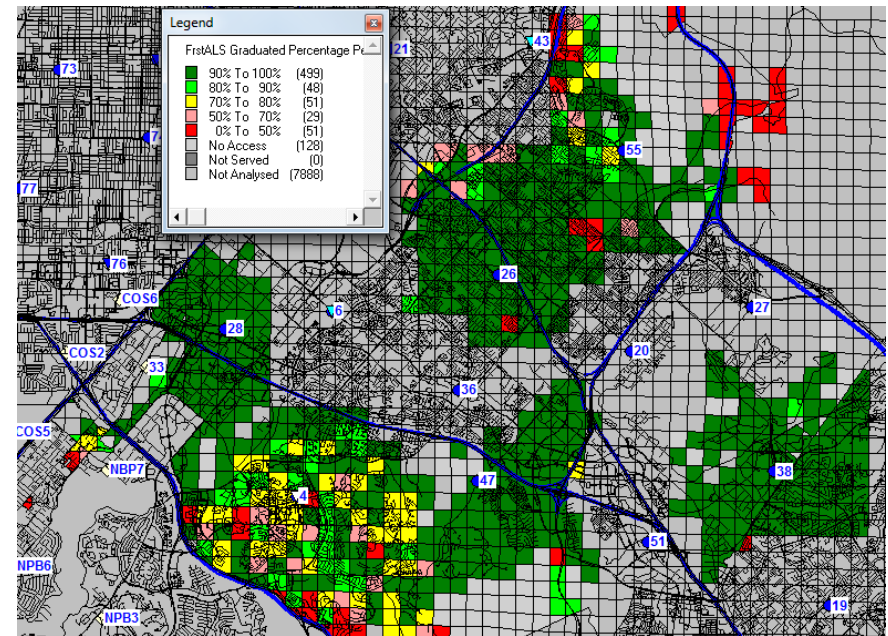 Legend
FrstALS Graduated Percentage Pe
90% To 100% (499)
80% To 90% (48)
70% To 80% (51)
50% To 70% (29)
0% To 50% (51)
No Access (128)
Not Served (0)
Not Analysed (7888)
21
43
73
55
77
76
26
COS6
6
27
28
20
COS2
33
36
COS5
NBP7
4
47
38
51
NPB6
NPB3
19